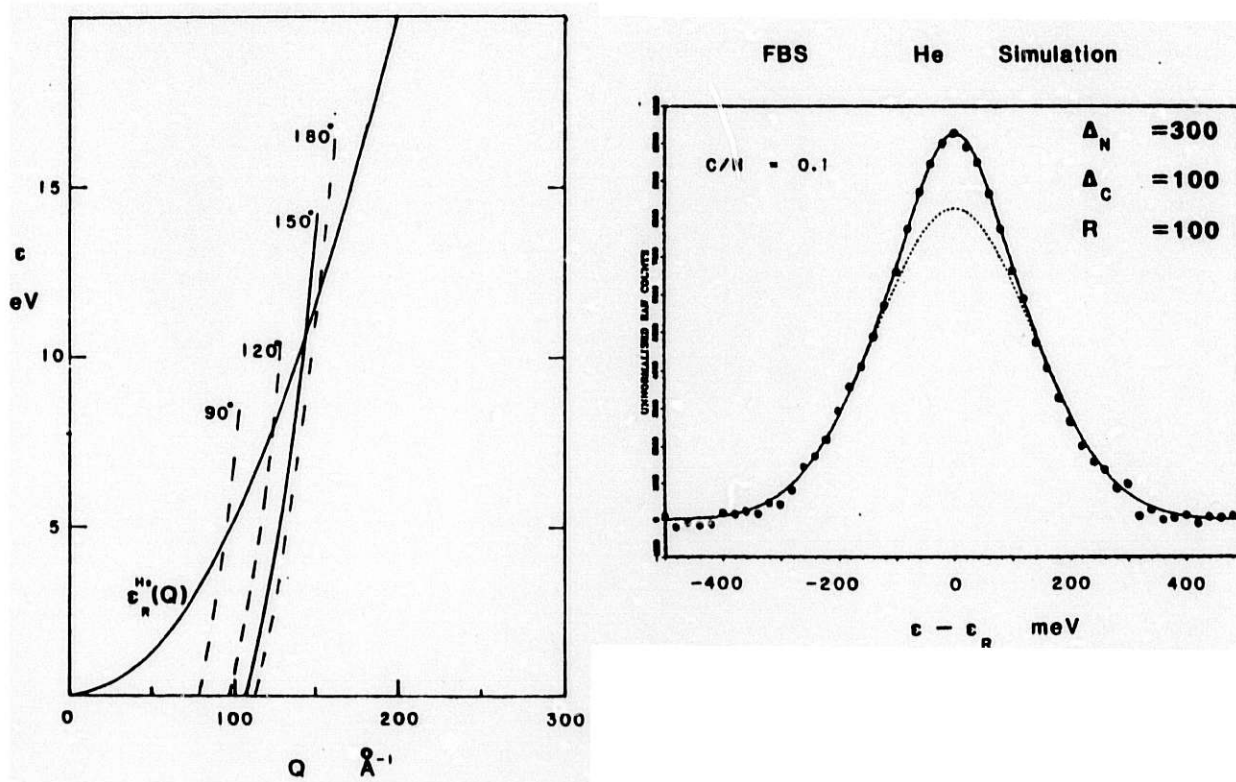 180°
15
150°
ε
eV
120°
10
90°
5
ε_R^He(Q)
0 100 200 300
Q Å⁻¹
FBS He Simulation
C/N = 0.1
Δ_N =300
Δ_C =100
R =100
-400 -200 0 200 400
ε - ε_R meV